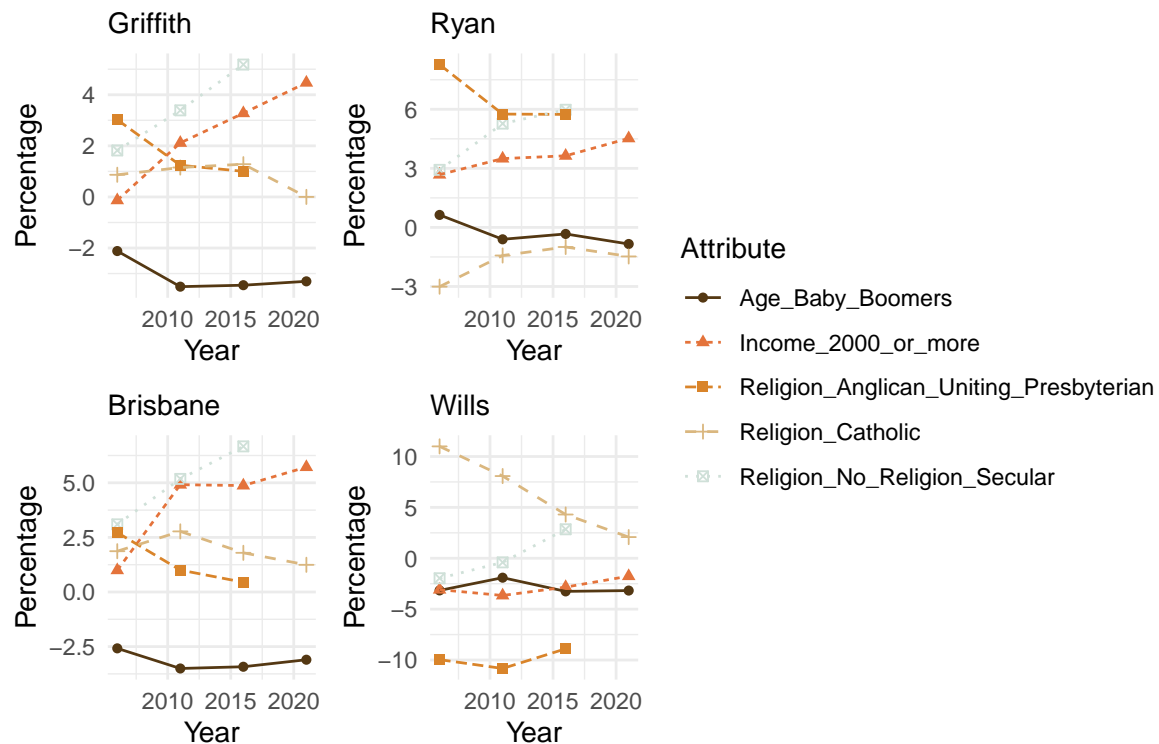 Griffith
Percentage
4
2
0
−2
2010 2015 2020
Year
Ryan
Percentage
6
3
0
−3
2010 2015 2020
Year
Brisbane
Percentage
5.0
2.5
0.0
−2.5
2010 2015 2020
Year
Wills
Percentage
10
5
0
−5
−10
2010 2015 2020
Year
Attribute
Age_Baby_Boomers
Income_2000_or_more
Religion_Anglican_Uniting_Presbyterian
Religion_Catholic
Religion_No_Religion_Secular